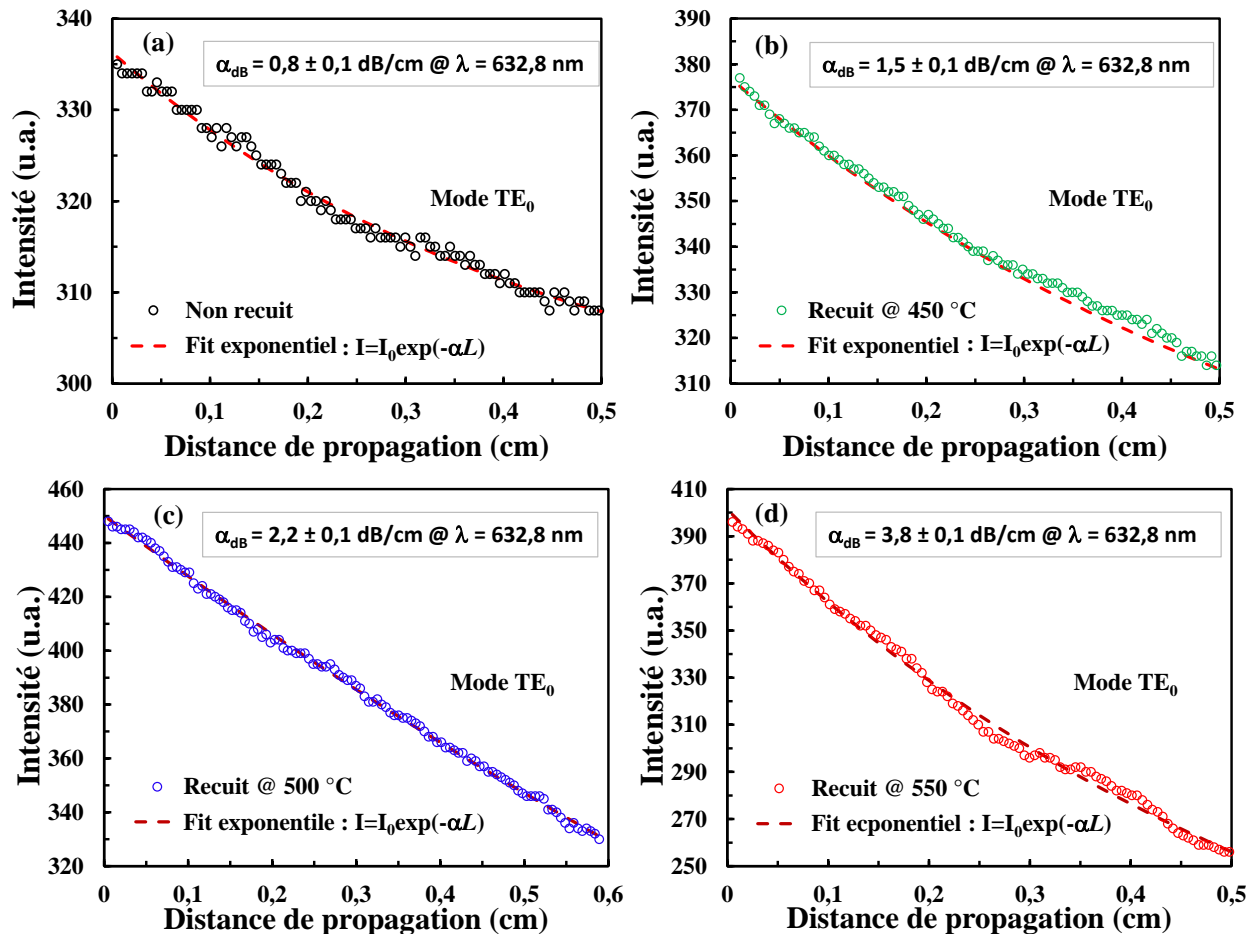 (a)
α_dB = 0,8 ± 0,1 dB/cm @ λ = 632,8 nm
Mode TE₀
Non recuit
Fit exponentiel : I=I₀exp(-αL)
Intensité (u.a.)
340
330
320
310
300
0 0,1 0,2 0,3 0,4 0,5
Distance de propagation (cm)
(b)
α_dB = 1,5 ± 0,1 dB/cm @ λ = 632,8 nm
Mode TE₀
Recuit @ 450 °C
Fit exponentiel : I=I₀exp(-αL)
Intensité (u.a.)
390
380
370
360
350
340
330
320
310
0 0,1 0,2 0,3 0,4 0,5
Distance de propagation (cm)
(c)
α_dB = 2,2 ± 0,1 dB/cm @ λ = 632,8 nm
Mode TE₀
Recuit @ 500 °C
Fit exponentile : I=I₀exp(-αL)
Intensité (u.a.)
460
440
420
400
380
360
340
320
0 0,1 0,2 0,3 0,4 0,5 0,6
Distance de propagation (cm)
(d)
α_dB = 3,8 ± 0,1 dB/cm @ λ = 632,8 nm
Mode TE₀
Recuit @ 550 °C
Fit ecponentiel : I=I₀exp(-αL)
Intensité (u.a.)
410
390
370
350
330
310
290
270
250
0 0,1 0,2 0,3 0,4 0,5
Distance de propagation (cm)